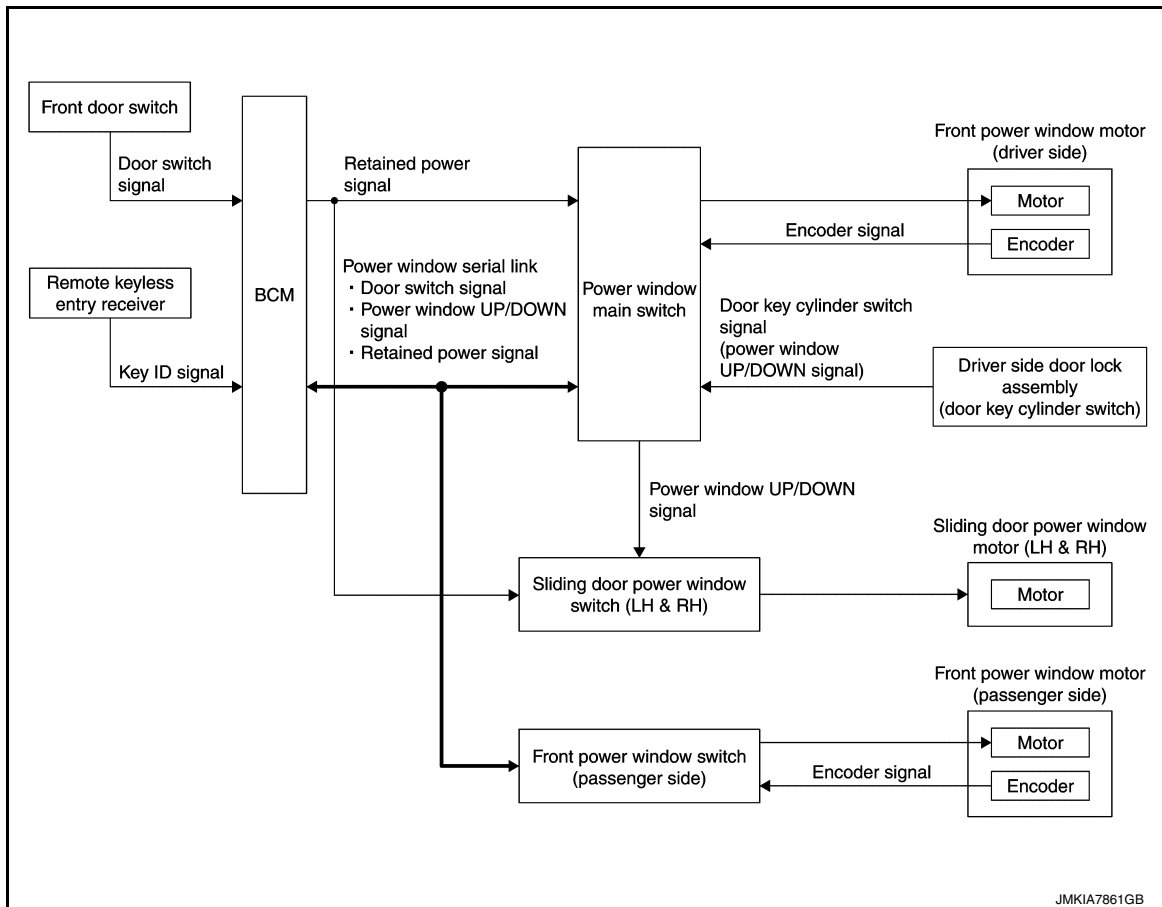 Front door switch
Door switch
signal
Remote keyless
entry receiver
Key ID signal
BCM
Retained power
signal
Power window serial link
・Door switch signal
・Power window UP/DOWN
signal
・Retained power signal
Power window
main switch
Front power window motor
(driver side)
Motor
Encoder signal
Encoder
Door key cylinder switch
signal
(power window
UP/DOWN signal)
Driver side door lock
assembly
(door key cylinder switch)
Power window UP/DOWN
signal
Sliding door power window
switch (LH & RH)
Sliding door power window
motor (LH & RH)
Motor
Front power window switch
(passenger side)
Front power window motor
(passenger side)
Motor
Encoder signal
Encoder
JMKIA7861GB